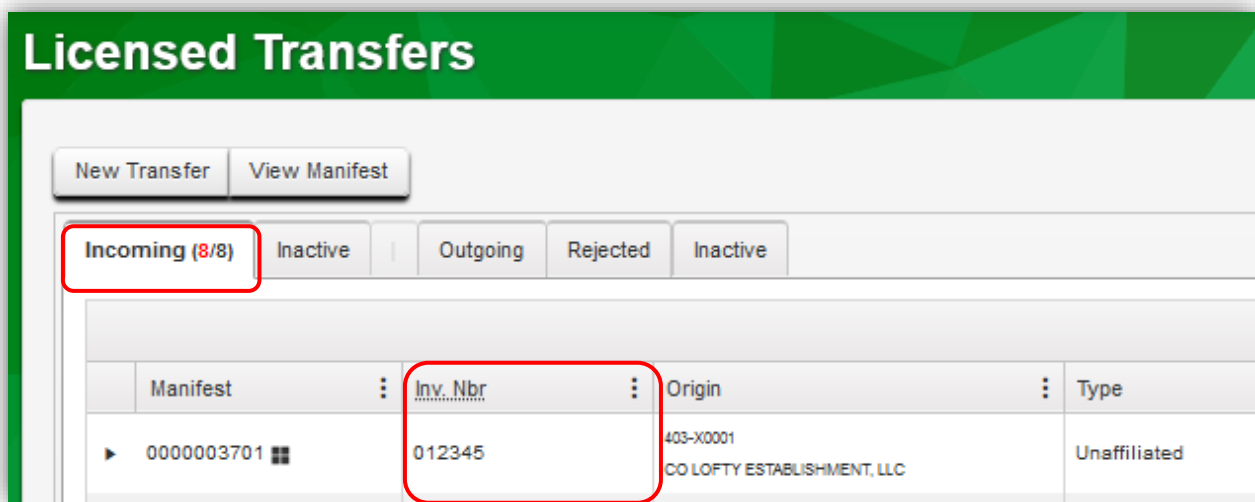 Licensed Transfers
New Transfer View Manifest
Incoming (8/8) Inactive | Outgoing Rejected Inactive
Manifest Inv. Nbr Origin Type
0000003701 012345 403-X0001 Unaffiliated
CO LOFTY ESTABLISHMENT, LLC